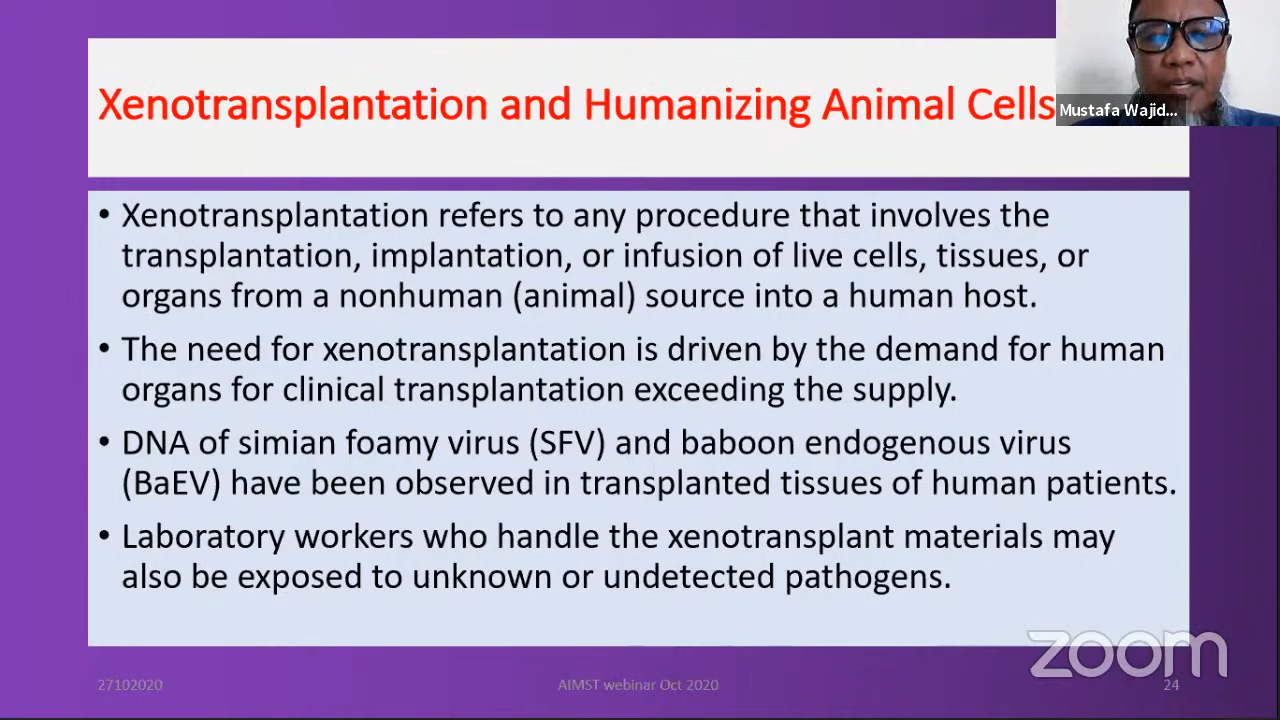 Xenotransplantation and Humanizing Animal Cells
Mustafa Wajid...
• Xenotransplantation refers to any procedure that involves the
transplantation, implantation, or infusion of live cells, tissues, or
organs from a nonhuman (animal) source into a human host.
• The need for xenotransplantation is driven by the demand for human
organs for clinical transplantation exceeding the supply.
• DNA of simian foamy virus (SFV) and baboon endogenous virus
(BaEV) have been observed in transplanted tissues of human patients.
• Laboratory workers who handle the xenotransplant materials may
also be exposed to unknown or undetected pathogens.
zoom
27102020
AIMST webinar Oct 2020
24